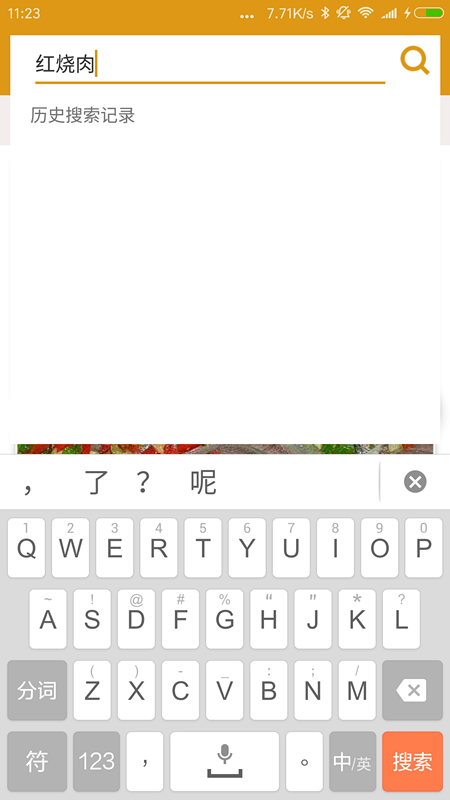 11:23 ... 7.71K/s
红烧肉
历史搜索记录
， 了 ？ 呢
1 2 3 4 5 6 7 8 9 0
Q W E R T Y U I O P
~ ! @ # % “ ” * ?
A S D F G H J K L
( ) - _ : ; /
分词 Z X C V B N M
符 123 ， 。 中/英 搜索